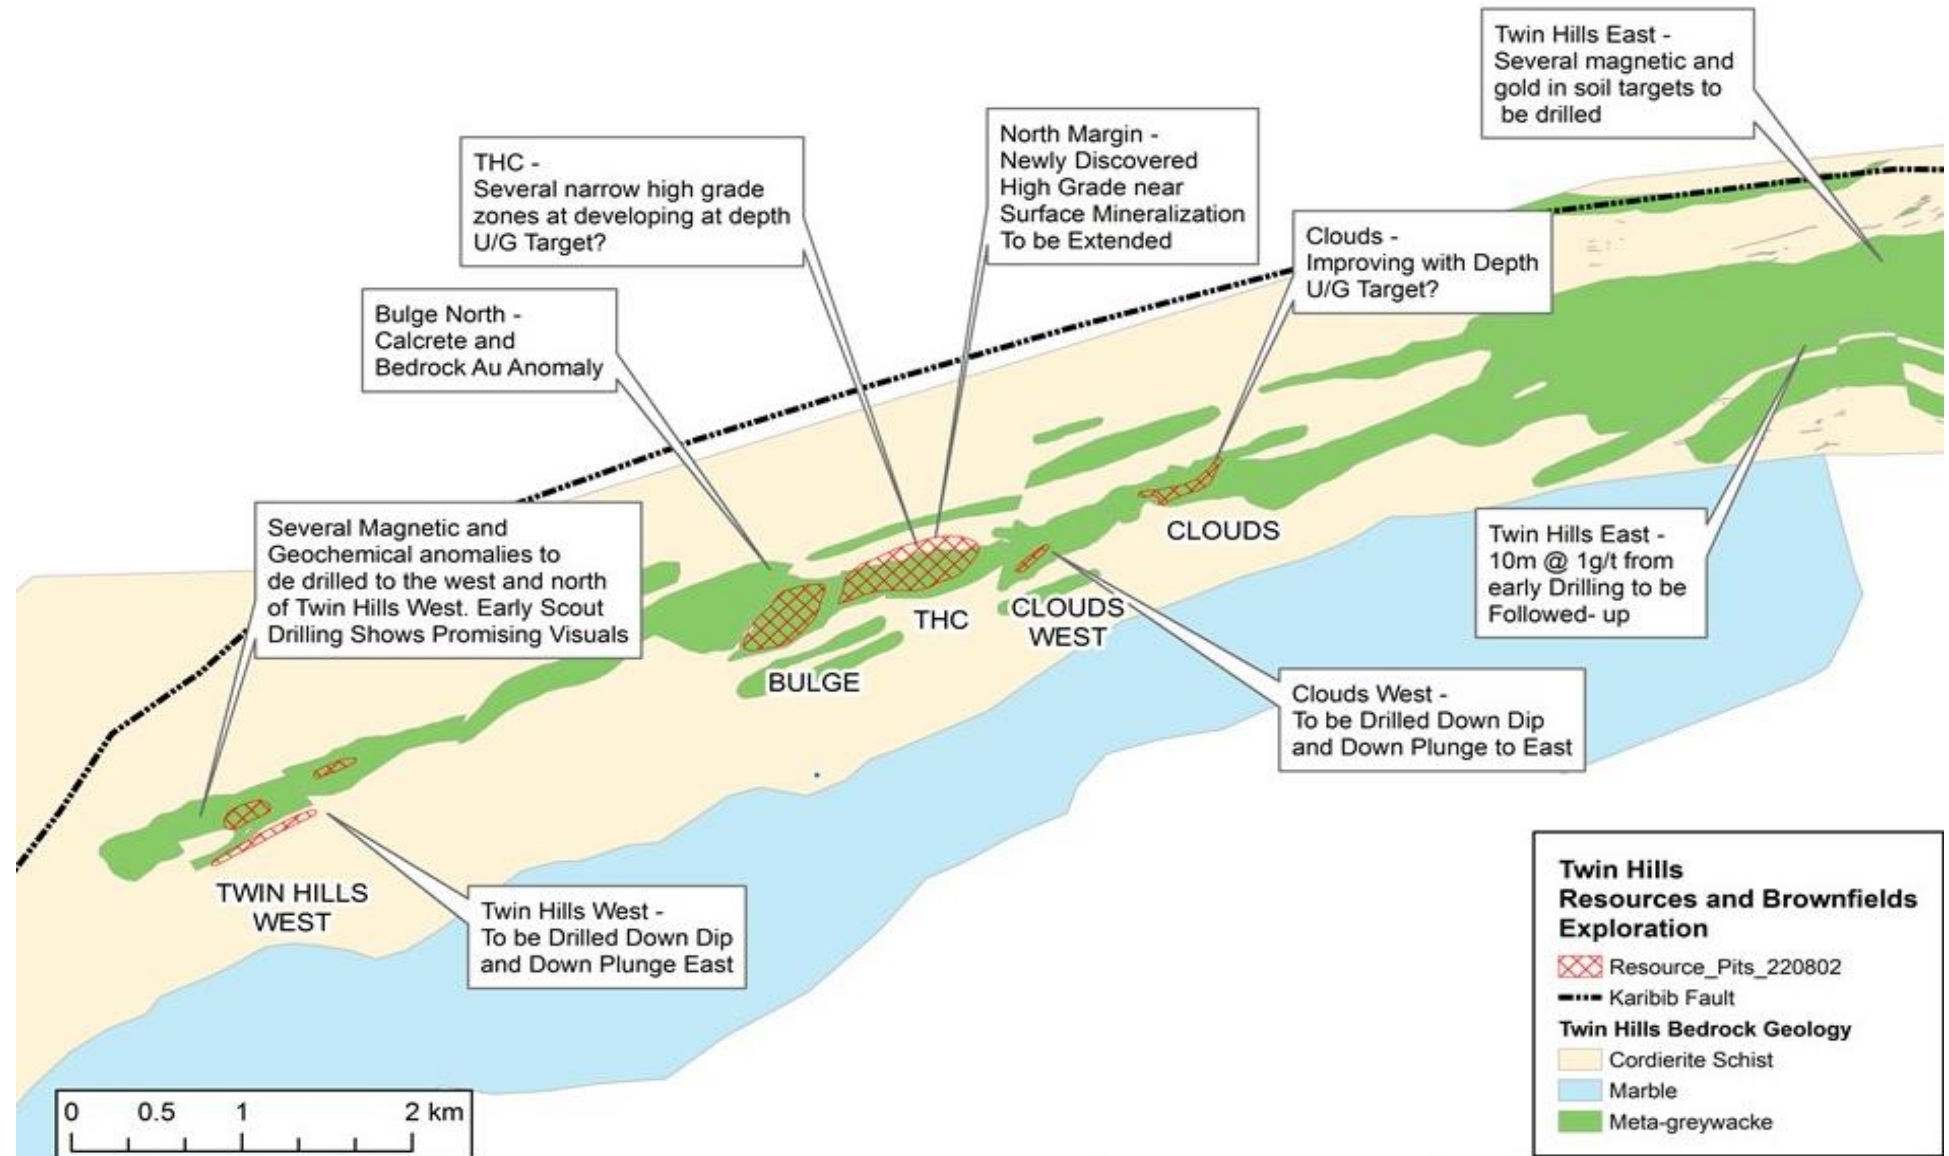 Twin Hills East -
Several magnetic and
gold in soil targets to
be drilled
THC -
Several narrow high grade
zones at developing at depth
U/G Target?
North Margin -
Newly Discovered
High Grade near
Surface Mineralization
To be Extended
Clouds -
Improving with Depth
U/G Target?
Bulge North -
Calcrete and
Bedrock Au Anomaly
Several Magnetic and
Geochemical anomalies to
de drilled to the west and north
of Twin Hills West. Early Scout
Drilling Shows Promising Visuals
CLOUDS
THC
CLOUDS
WEST
BULGE
Twin Hills East -
10m @ 1g/t from
early Drilling to be
Followed- up
Clouds West -
To be Drilled Down Dip
and Down Plunge to East
TWIN HILLS
WEST
Twin Hills West -
To be Drilled Down Dip
and Down Plunge East
Twin Hills
Resources and Brownfields
Exploration
Resource_Pits_220802
Karibib Fault
Twin Hills Bedrock Geology
Cordierite Schist
Marble
Meta-greywacke
0 0.5 1 2 km